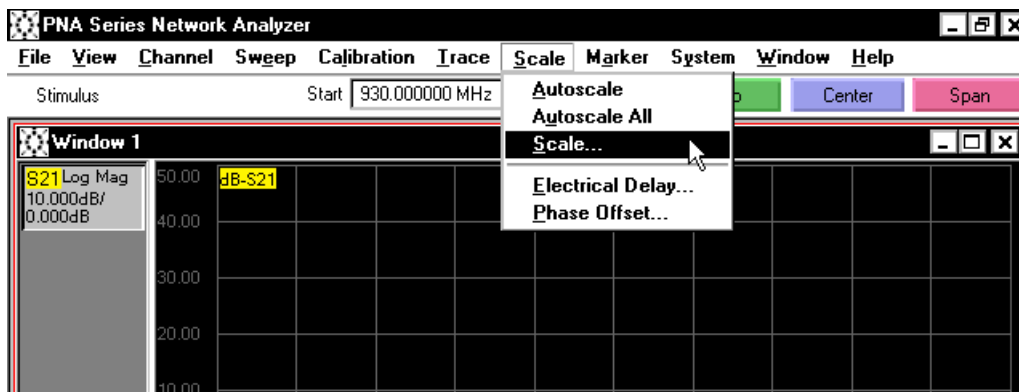 PNA Series Network Analyzer
File View Channel Sweep Calibration Trace Scale Marker System Window Help
Stimulus Start 930.000000 MHz Center Span
Autoscale
Autoscale All
Scale...
Electrical Delay...
Phase Offset...
Window 1
S21 Log Mag
10.000dB/
0.000dB
50.00 dB-S21
40.00
30.00
20.00
10.00